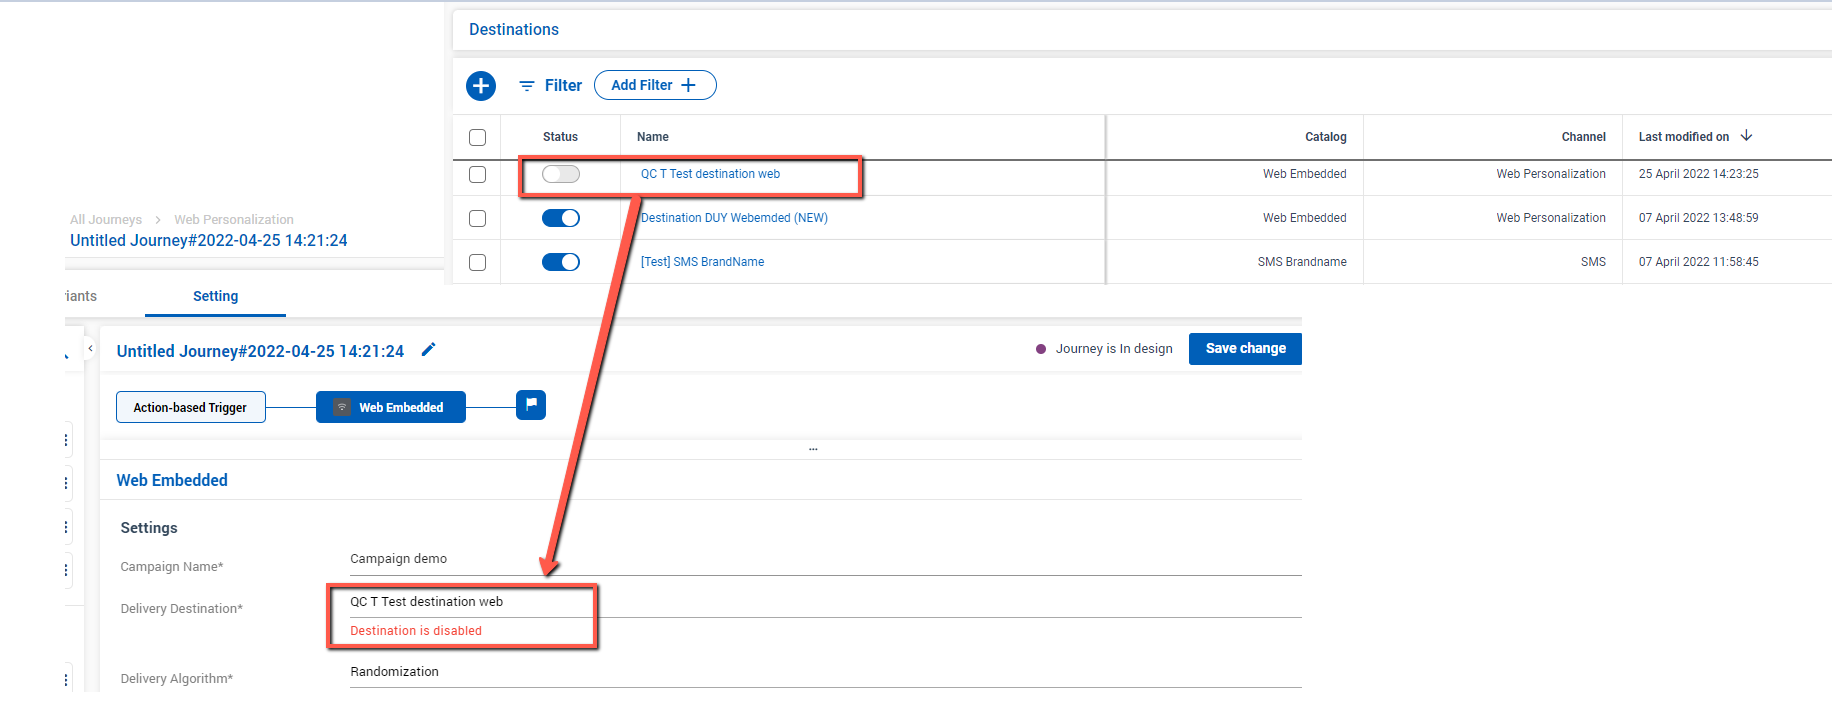 Destinations
Filter Add Filter
Status Name Catalog Channel Last modified on
QC T Test destination web Web Embedded Web Personalization 25 April 2022 14:23:25
Destination DUY Webemded (NEW) Web Embedded Web Personalization 07 April 2022 13:48:59
[Test] SMS BrandName SMS Brandname SMS 07 April 2022 11:58:45
All Journeys > Web Personalization
Untitled Journey#2022-04-25 14:21:24
riants Setting
Untitled Journey#2022-04-25 14:21:24 Journey is In design Save change
Action-based Trigger Web Embedded
...
Web Embedded
Settings
Campaign Name* Campaign demo
Delivery Destination* QC T Test destination web
Destination is disabled
Delivery Algorithm* Randomization